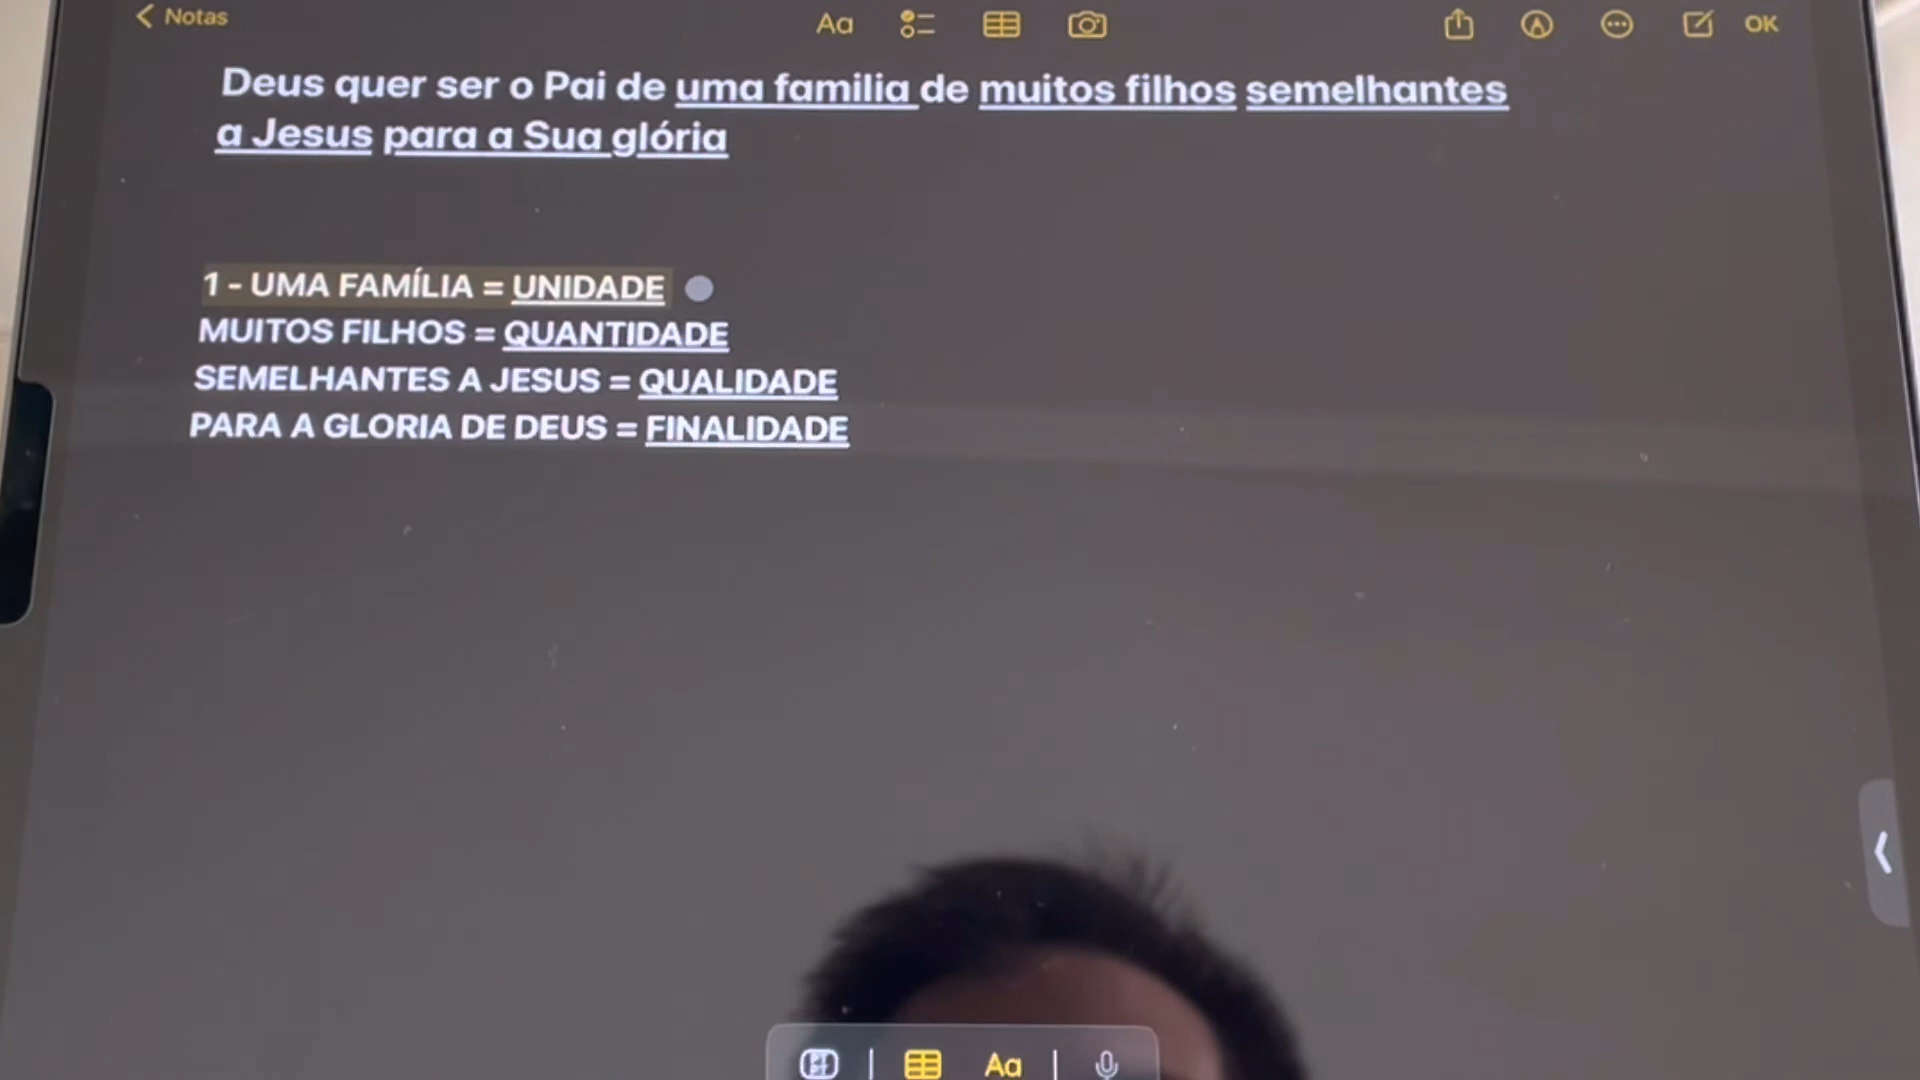 Notas
Aa
OK
Deus quer ser o Pai de uma familia de muitos filhos semelhantes
a Jesus para a Sua glória
1 - UMA FAMÍLIA = UNIDADE
MUITOS FILHOS = QUANTIDADE
SEMELHANTES A JESUS = QUALIDADE
PARA A GLORIA DE DEUS = FINALIDADE
Aa